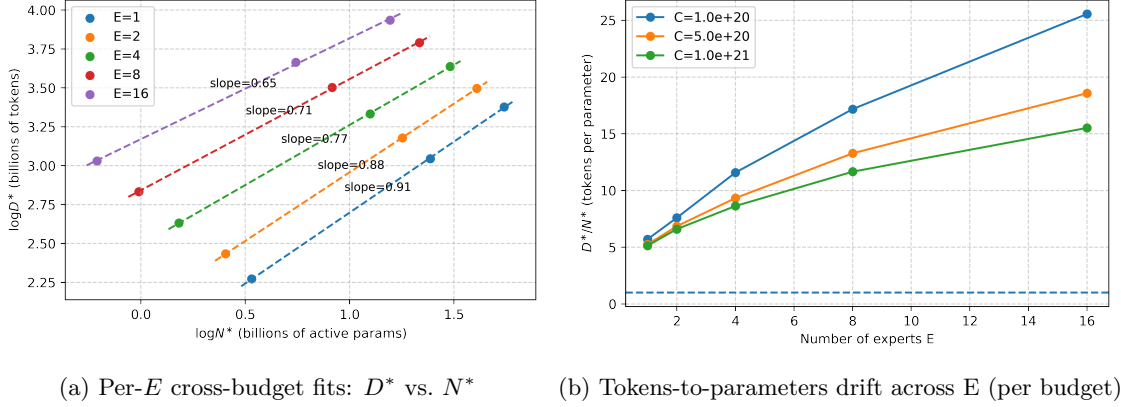 4.00
3.75
3.50
3.25
3.00
2.75
2.50
2.25
logD* (billions of tokens)
E=1
E=2
E=4
E=8
E=16
slope=0.65
slope=0.71
slope=0.77
slope=0.88
slope=0.91
0.0 0.5 1.0 1.5
logN* (billions of active params)
(a) Per-E cross-budget fits: D* vs. N*
25
20
15
10
5
0
D*/N* (tokens per parameter)
C=1.0e+20
C=5.0e+20
C=1.0e+21
2 4 6 8 10 12 14 16
Number of experts E
(b) Tokens-to-parameters drift across E (per budget)